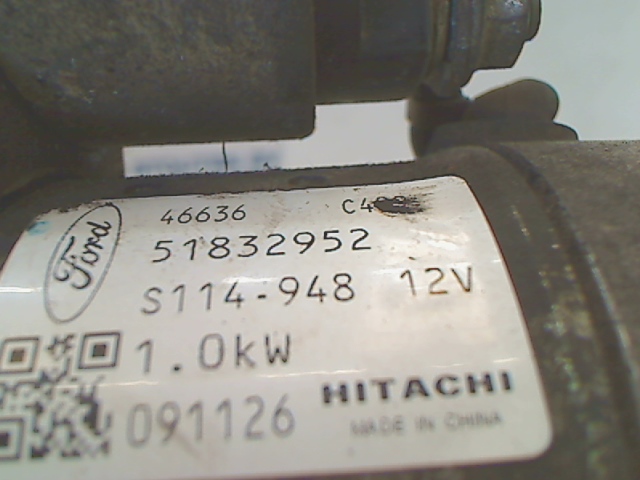 Ford
46636
51832952
S114-948 12V
1.0kW
091126
HITACHI
MADE IN CHINA